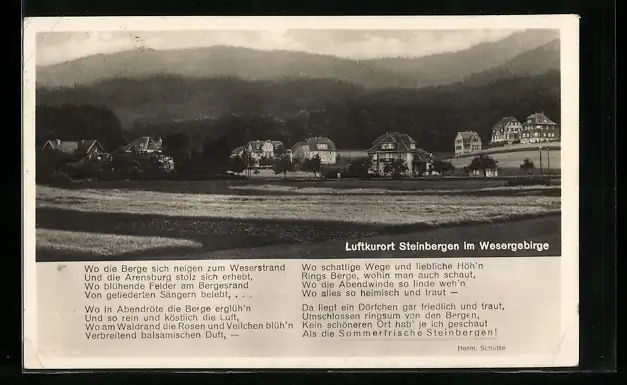 Luftkurort Steinbergen im Wesergebirge
Wo die Berge sich neigen zum Weserstrand
Und die Arensburg stolz sich erhebt,
Wo blühende Felder am Bergesrand
Von gefiederten Sängern belebt, . . .
Wo in Abendröte die Berge erglüh'n
Und so rein und köstlich die Luft,
Wo am Waldrand die Rosen und Veilchen blüh'n
Verbreitend balsamischen Duft, —
Wo schattige Wege und liebliche Höh'n
Rings Berge, wohin man auch schaut,
Wo die Abendwinde so linde weh'n
Wo alles so heimisch und traut —
Da liegt ein Dörfchen gar friedlich und traut,
Umschlossen ringsum von den Bergen,
Kein schöneren Ort hab' je ich geschaut
Als die Sommerfrische Steinbergen!
Herm. Schütte